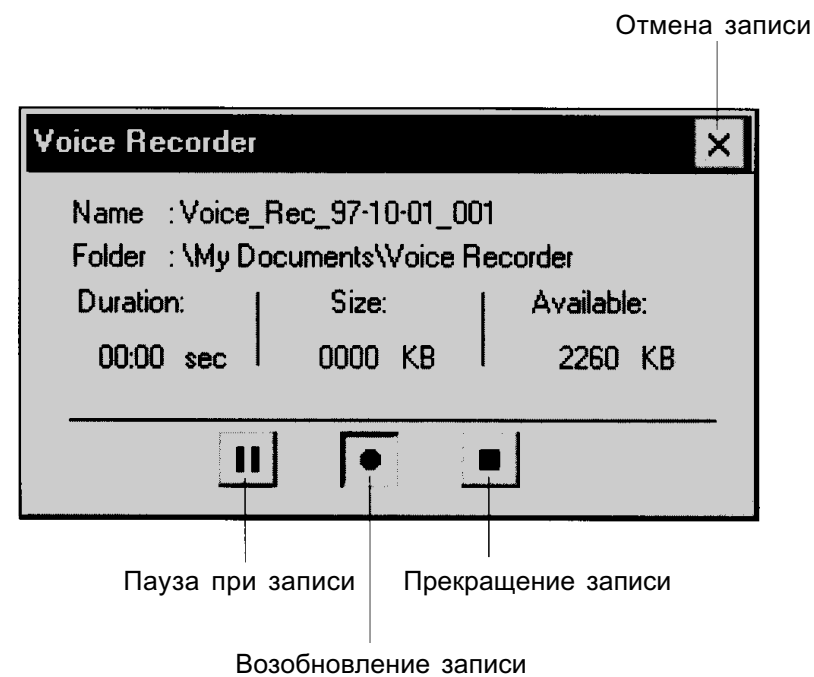 Отмена записи
Voice Recorder
Name : Voice_Rec_97-10-01_001
Folder : \My Documents\Voice Recorder
Duration: Size: Available:
00:00 sec 0000 KB 2260 KB
Пауза при записи Прекращение записи
Возобновление записи